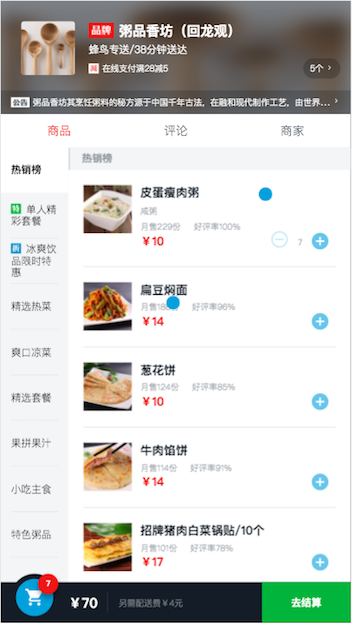 品牌 粥品香坊（回龙观）
蜂鸟专送/38分钟送达
减 在线支付满28减5
5个 >
公告 粥品香坊其烹饪粥料的秘方源于中国千年古法，在融和现代制作工艺，由世界... >
商品
评论
商家
热销榜
特 单人精
彩套餐
折 冰爽饮
品限时特
惠
精选热菜
爽口凉菜
精选套餐
果拼果汁
小吃主食
特色粥品
热销榜
皮蛋瘦肉粥
咸粥
月售229份 好评率100%
¥10
7
扁豆焖面
月售188份 好评率96%
¥14
葱花饼
月售124份 好评率85%
¥10
牛肉馅饼
月售114份 好评率91%
¥14
招牌猪肉白菜锅贴/10个
月售101份 好评率78%
¥17
7
¥70
另需配送费¥4元
去结算